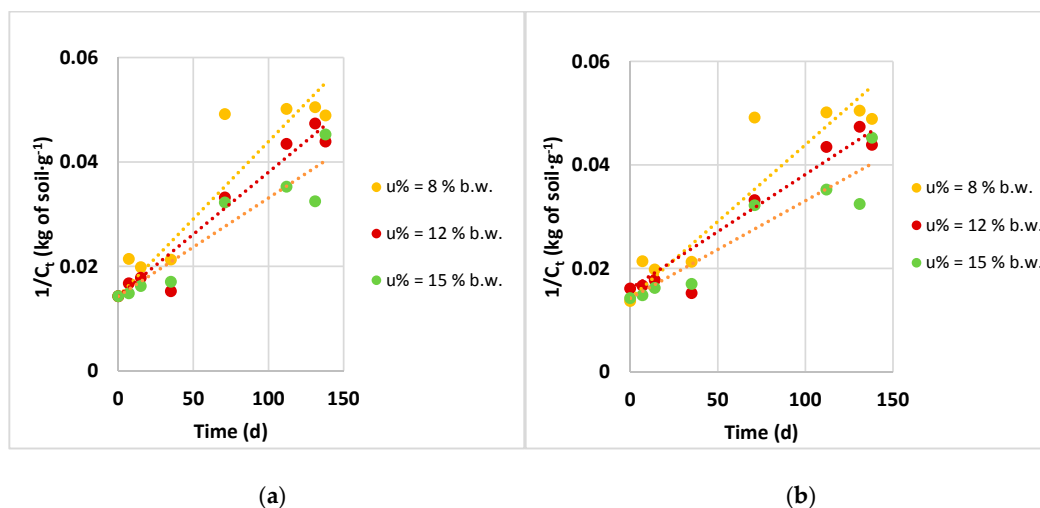 0.06
0.04
0.02
0
0
50
100
150
1/Cₜ (kg of soil·g⁻¹)
Time (d)
u% = 8 % b.w.
u% = 12 % b.w.
u% = 15 % b.w.
(a)
0.06
0.04
0.02
0
0
50
100
150
1/Cₜ (kg of soil·g⁻¹)
Time (d)
u% = 8 % b.w.
u% = 12 % b.w.
u% = 15 % b.w.
(b)